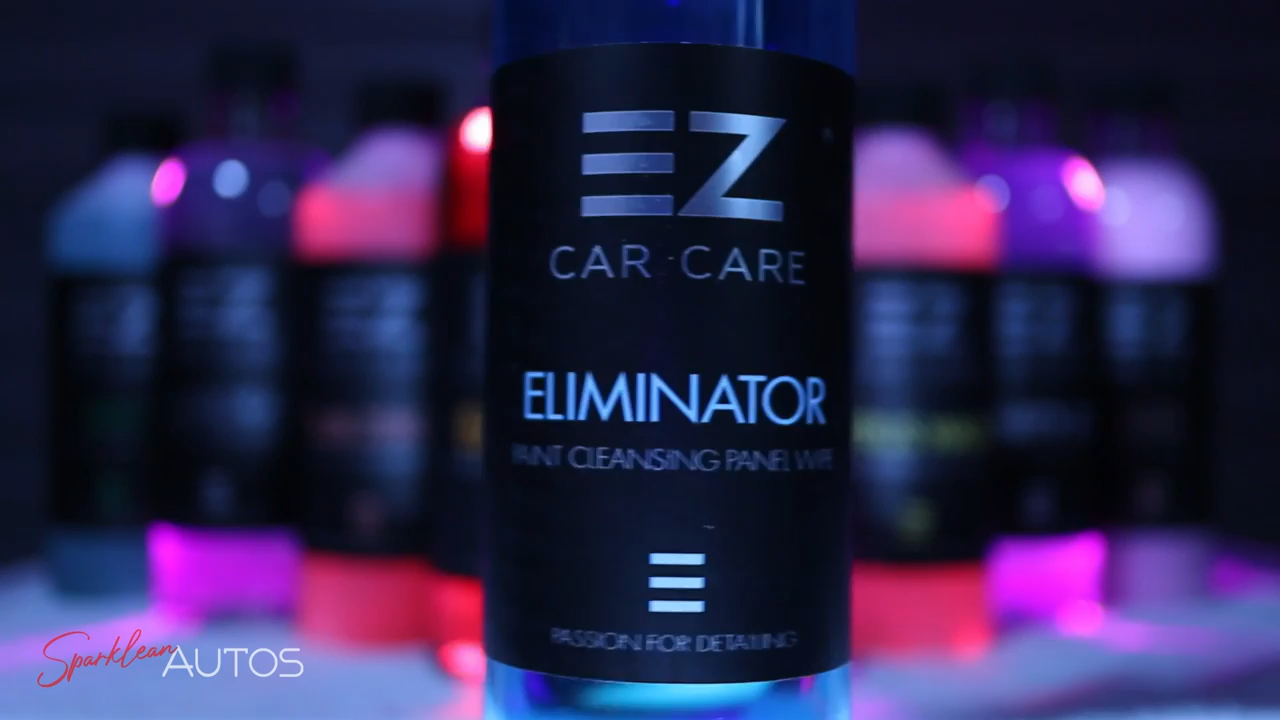 EZ
CAR·CARE
ELIMINATOR
PAINT CLEANSING PANEL WIPE
PASSION FOR DETAILING
Sparklean AUTOS